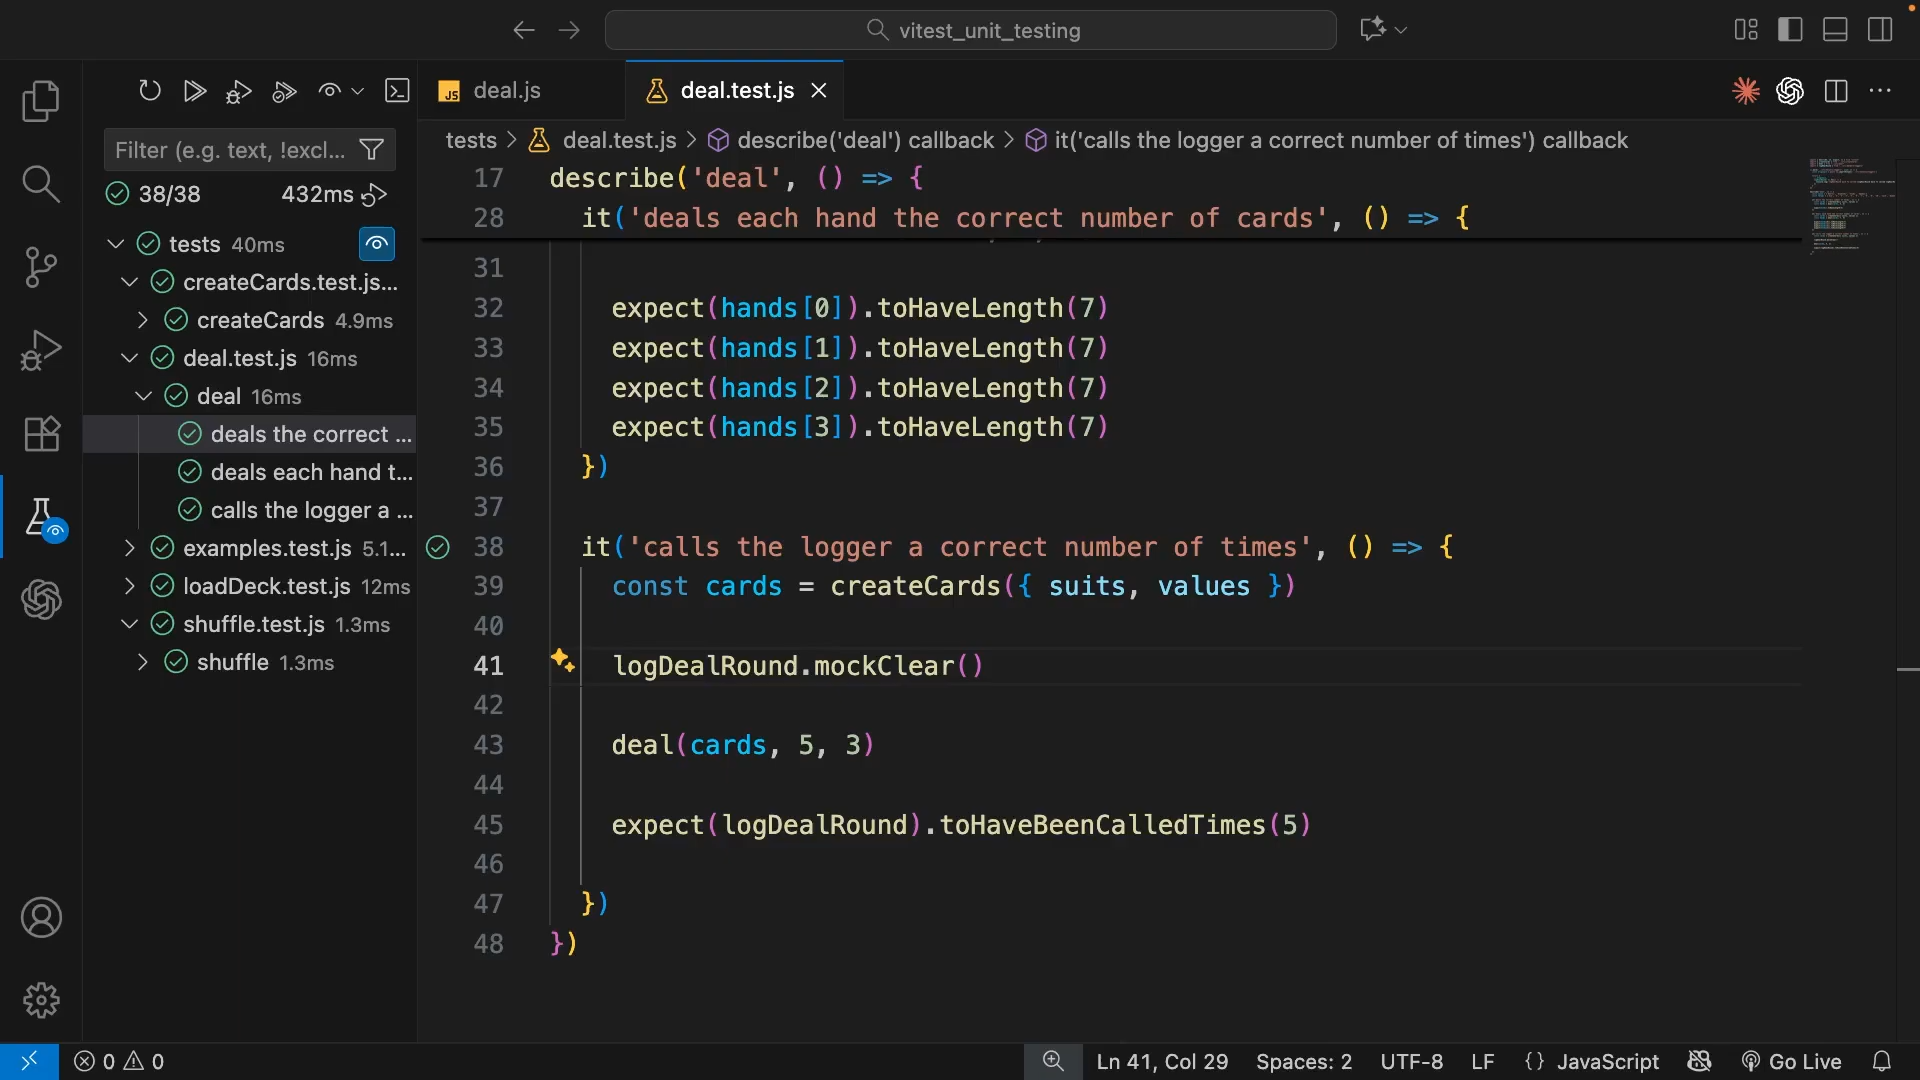 vitest_unit_testing
deal.js
deal.test.js
Filter (e.g. text, !excl...
38/38 432ms
tests 40ms
createCards.test.js...
createCards 4.9ms
deal.test.js 16ms
deal 16ms
deals the correct ...
deals each hand t...
calls the logger a ...
examples.test.js 5.1...
loadDeck.test.js 12ms
shuffle.test.js 1.3ms
shuffle 1.3ms
tests > deal.test.js > describe('deal') callback > it('calls the logger a correct number of times') callback
17 describe('deal', () => {
28 it('deals each hand the correct number of cards', () => {
31
32 expect(hands[0]).toHaveLength(7)
33 expect(hands[1]).toHaveLength(7)
34 expect(hands[2]).toHaveLength(7)
35 expect(hands[3]).toHaveLength(7)
36 })
37
38 it('calls the logger a correct number of times', () => {
39 const cards = createCards({ suits, values })
40
41 logDealRound.mockClear()
42
43 deal(cards, 5, 3)
44
45 expect(logDealRound).toHaveBeenCalledTimes(5)
46
47 })
48 })
0 0
Ln 41, Col 29 Spaces: 2 UTF-8 LF {} JavaScript Go Live